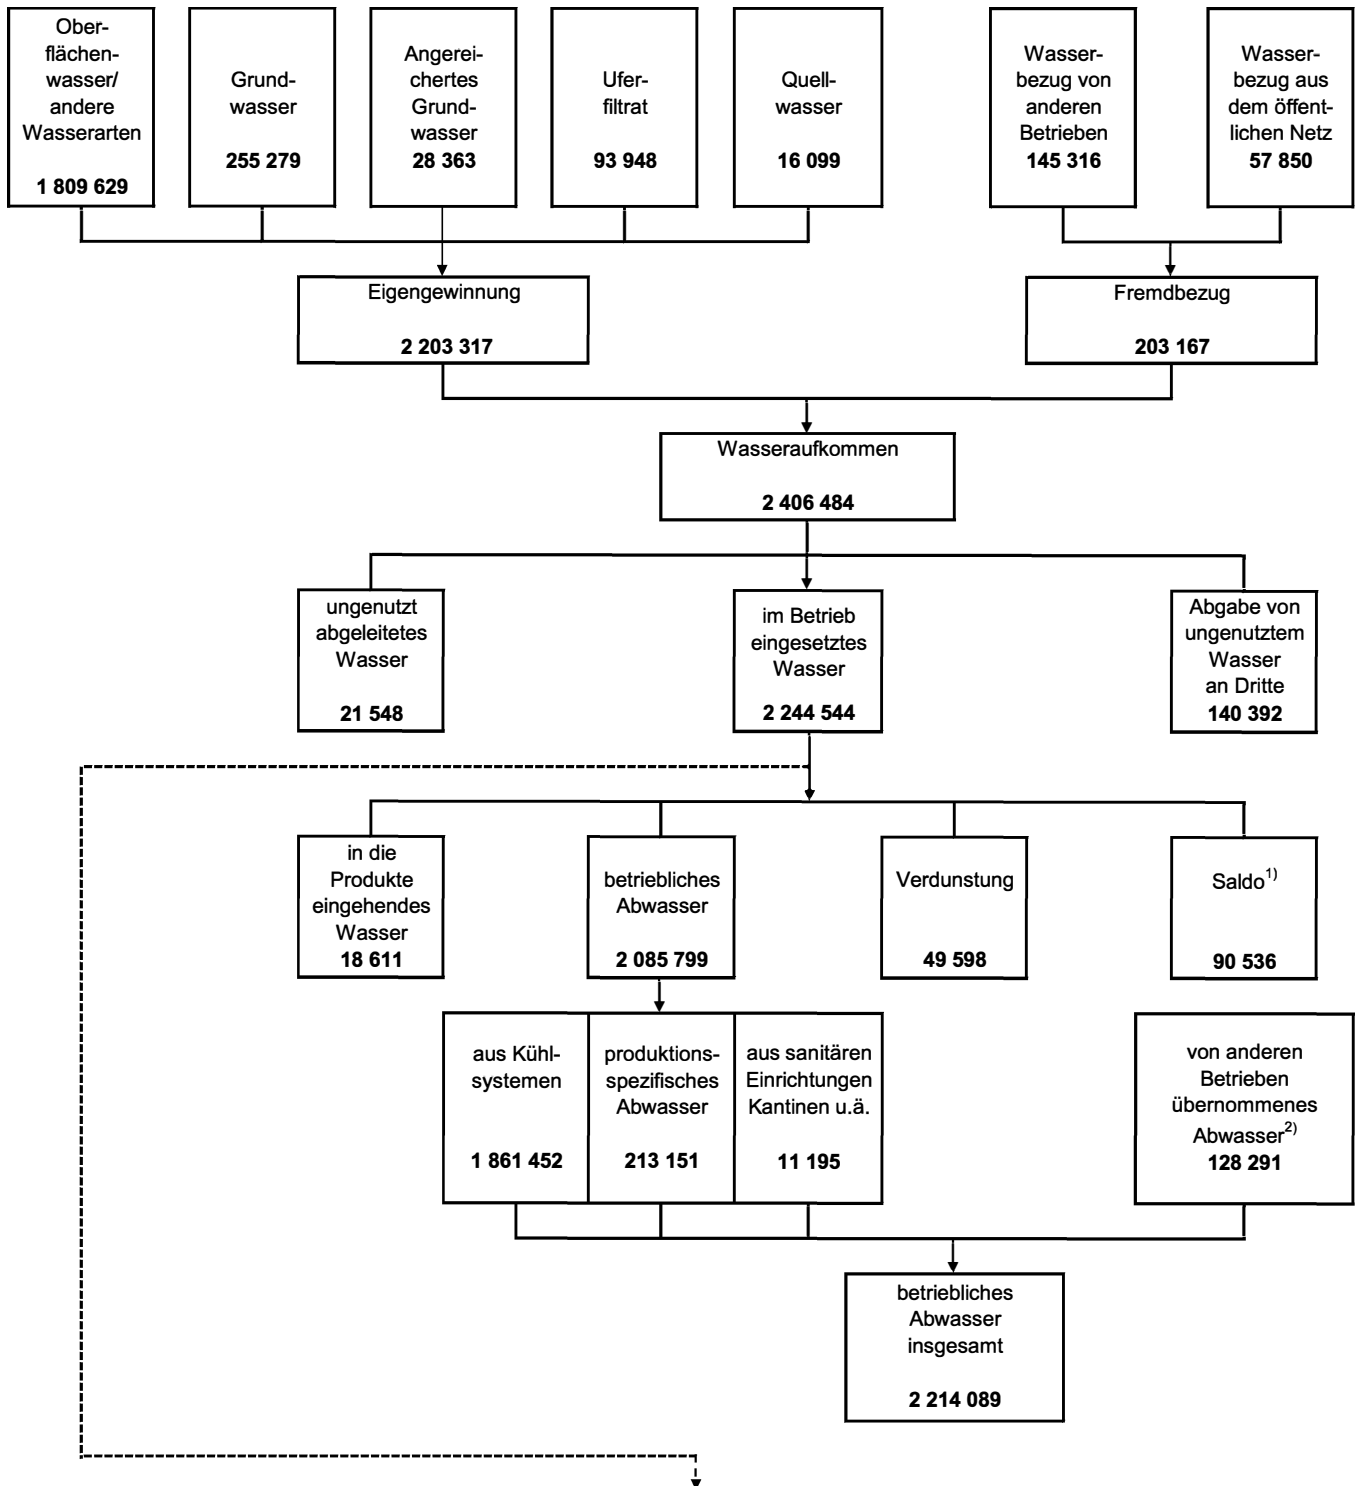 Ober-
flächen-
wasser/
andere
Wasserarten
1 809 629
Grund-
wasser
255 279
Angerei-
chertes
Grund-
wasser
28 363
Ufer-
filtrat
93 948
Quell-
wasser
16 099
Wasser-
bezug von
anderen
Betrieben
145 316
Wasser-
bezug aus
dem öffent-
lichen Netz
57 850
Eigengewinnung
2 203 317
Fremdbezug
203 167
Wasseraufkommen
2 406 484
ungenutzt
abgeleitetes
Wasser
21 548
im Betrieb
eingesetztes
Wasser
2 244 544
Abgabe von
ungenutztem
Wasser
an Dritte
140 392
in die
Produkte
eingehendes
Wasser
18 611
betriebliches
Abwasser
2 085 799
Verdunstung
49 598
Saldo1)
90 536
aus Kühl-
systemen
1 861 452
produktions-
spezifisches
Abwasser
213 151
aus sanitären
Einrichtungen
Kantinen u.ä.
11 195
von anderen
Betrieben
übernommenes
Abwasser2)
128 291
betriebliches
Abwasser
insgesamt
2 214 089